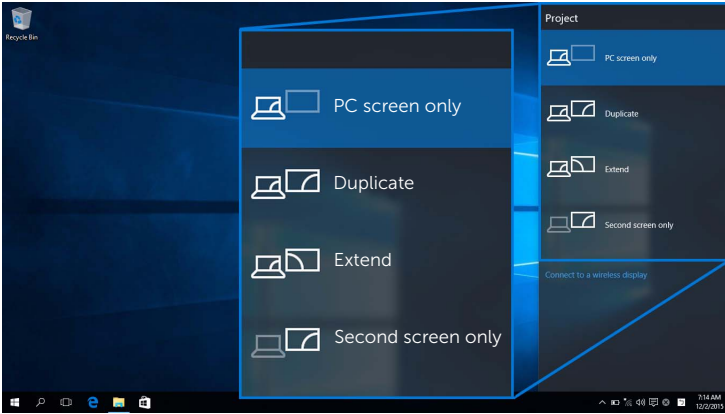 Recycle Bin
PC screen only
Duplicate
Extend
Second screen only
Project
PC screen only
Duplicate
Extend
Second screen only
Connect to a wireless display
7:14 AM
12/2/2015